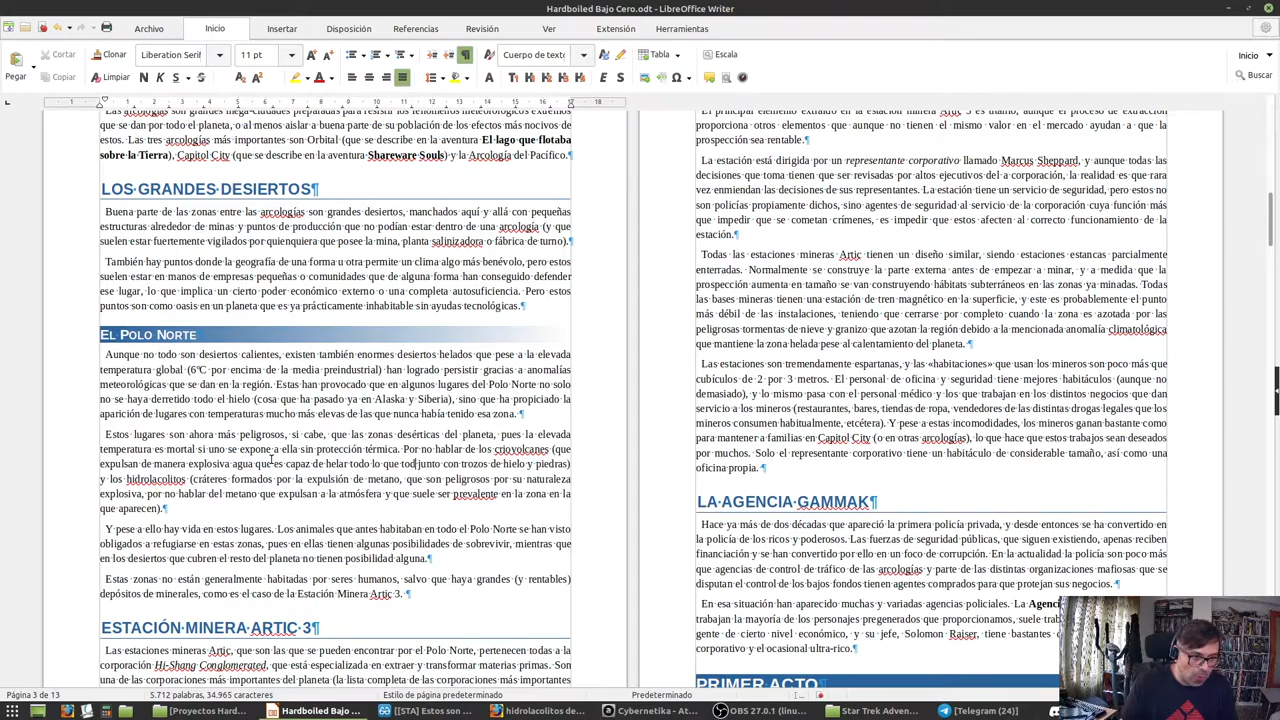 Hardboiled Bajo Cero.odt - LibreOffice Writer
Archivo Inicio Insertar Disposición Referencias Revisión Ver Extensión Herramientas
Cortar Clonar Liberation Serif 11 pt Cuerpo de texto Tabla Escala Inicio
Pegar Copiar Limpiar Buscar
Las arcologías son grandes mega-ciudades preparadas para resistir los fenómenos meteorológicos extremos
que se dan por todo el planeta, o al menos aislar a buena parte de su población de los efectos más nocivos de
estos. Las tres arcologías más importantes son Orbital (que se describe en la aventura El lago que flotaba
sobre la Tierra), Capitol City (que se describe en la aventura Shareware Souls) y la Arcología del Pacífico.¶
LOS GRANDES DESIERTOS¶
Buena parte de las zonas entre las arcologías son grandes desiertos, manchados aquí y allá con pequeñas
estructuras alrededor de minas y puntos de producción que no podían estar dentro de una arcología (y que
suelen estar fuertemente vigilados por quienquiera que posee la mina, planta salinizadora o fábrica de turno).¶
También hay puntos donde la geografía de una forma u otra permite un clima algo más benévolo, pero estos
suelen estar en manos de empresas pequeñas o comunidades que de alguna forma han conseguido defender
ese lugar, lo que implica un cierto poder económico externo o una completa autosuficiencia. Pero estos
puntos son como oasis en un planeta que es ya prácticamente inhabitable sin ayudas tecnológicas.¶
EL POLO NORTE
Aunque no todo son desiertos calientes, existen también enormes desiertos helados que pese a la elevada
temperatura global (6ºC por encima de la media preindustrial) han logrado persistir gracias a anomalías
meteorológicas que se dan en la región. Estas han provocado que en algunos lugares del Polo Norte no solo
no se haya derretido todo el hielo (cosa que ha pasado ya en Alaska y Siberia), sino que ha propiciado la
aparición de lugares con temperaturas mucho más elevas de las que nunca había tenido esa zona. ¶
Estos lugares son ahora más peligrosos, si cabe, que las zonas desérticas del planeta, pues la elevada
temperatura es mortal si uno se expone a ella sin protección térmica. Por no hablar de los criovolcanes (que
expulsan de manera explosiva agua que es capaz de helar todo lo que toqjunto con trozos de hielo y piedras)
y los hidrolacolitos (cráteres formados por la expulsión de metano, que son peligrosos por su naturaleza
explosiva, por no hablar del metano que expulsan a la atmósfera y que suele ser prevalente en la zona en la
que aparecen).¶
Y pese a ello hay vida en estos lugares. Los animales que antes habitaban en todo el Polo Norte se han visto
obligados a refugiarse en estas zonas, pues en ellas tienen algunas posibilidades de sobrevivir, mientras que
en los desiertos que cubren el resto del planeta no tienen posibilidad alguna.¶
Estas zonas no están generalmente habitadas por seres humanos, salvo que haya grandes (y rentables)
depósitos de minerales, como es el caso de la Estación Minera Artic 3. ¶
ESTACIÓN MINERA ARTIC 3¶
Las estaciones mineras Artic, que son las que se pueden encontrar por el Polo Norte, pertenecen todas a la
corporación Hi-Shang Conglomerated, que está especializada en extraer y transformar materias primas. Son
una de las corporaciones más importantes del planeta (la lista completa de las corporaciones más importantes
proporciona otros elementos que aunque no tienen el mismo valor en el mercado ayudan a que la
prospección sea rentable.¶
La estación está dirigida por un representante corporativo llamado Marcus Sheppard, y aunque todas las
decisiones que toma tienen que ser revisadas por altos ejecutivos del a corporación, la realidad es que rara
vez enmiendan las decisiones de sus representantes. La estación tiene un servicio de seguridad, pero estos no
son policías propiamente dichos, sino agentes de seguridad al servicio de la corporación cuya función más
que impedir que se cometan crímenes, es impedir que estos afecten al correcto funcionamiento de la
estación.¶
Todas las estaciones mineras Artic tienen un diseño similar, siendo estaciones estancas parcialmente
enterradas. Normalmente se construye la parte externa antes de empezar a minar, y a medida que la
prospección aumenta en tamaño se van construyendo hábitats subterráneos en las zonas ya minadas. Todas
las bases mineras tienen una estación de tren magnético en la superficie, y este es probablemente el punto
más débil de las instalaciones, teniendo que cerrarse por completo cuando la zona es azotada por las
peligrosas tormentas de nieve y granizo que azotan la región debido a la mencionada anomalía climatológica
que mantiene la zona helada pese al calentamiento del planeta. ¶
Las estaciones son tremendamente espartanas, y las «habitaciones» que usan los mineros son poco más que
cubículos de 2 por 3 metros. El personal de oficina y seguridad tiene mejores habitáculos (aunque no
demasiado), y lo mismo pasa con el personal médico y los que trabajan en los distintos negocios que dan
servicio a los mineros (restaurantes, bares, tiendas de ropa, vendedores de las distintas drogas legales que los
mineros consumen habitualmente, etcétera). Y pese a estas incomodidades, los mineros ganan bastante como
para mantener a familias en Capitol City (o en otras arcologías), lo que hace que estos trabajos sean deseados
por muchos. Solo el representante corporativo tiene un habitáculo de considerable tamaño, así como una
oficina propia. ¶
LA AGENCIA GAMMAK¶
Hace ya más de dos décadas que apareció la primera policía privada, y desde entonces se ha convertido en
la policía de los ricos y poderosos. Las fuerzas de seguridad públicas, que siguen existiendo, apenas reciben
financiación y se han convertido por ello en un foco de corrupción. En la actualidad la policía son poco más
que agencias de control de tráfico de las arcologías y parte de las distintas organizaciones mafiosas que se
disputan el control de los bajos fondos tienen agentes comprados para que protejan sus negocios.¶
En esa situación han aparecido muchas y variadas agencias policiales. La
trabajan la mayoría de los personajes pregenerados que proporcionamos, suele
gente de cierto nivel económico, y su jefe, Solomon Raiser, tiene bastantes
corporativo y el ocasional ultra-rico.¶
PRIMER ACTO¶
Página 3 de 13 5.712 palabras, 34.965 caracteres Estilo de página predeterminado Predeterminado
[Proyectos Hard... Hardboiled Bajo ... [[STA] Estos son ... hidrolacolitos de ... Cybernetika - At... OBS 27.0.1 (linu... Star Trek Adven... [Telegram (24)]